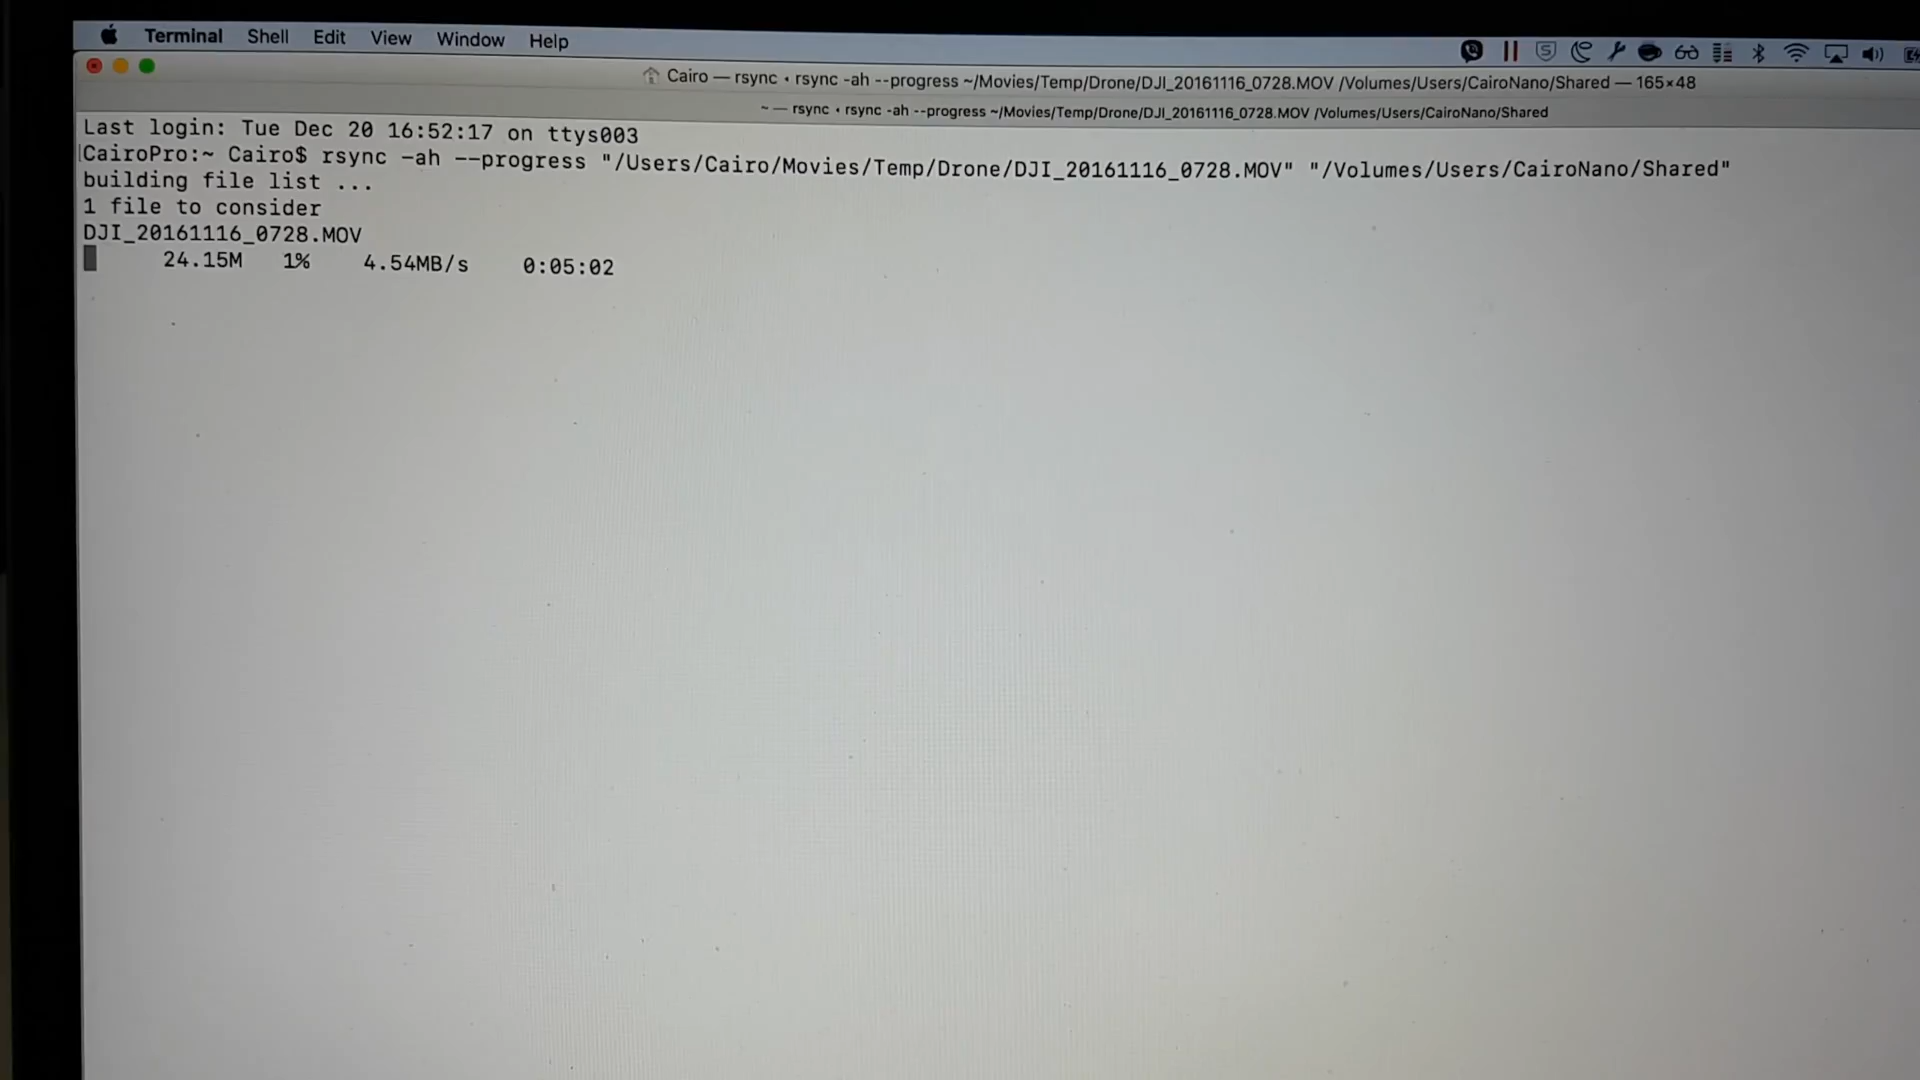 Terminal Shell Edit View Window Help
Cairo — rsync • rsync -ah --progress ~/Movies/Temp/Drone/DJI_20161116_0728.MOV /Volumes/Users/CairoNano/Shared — 165×48
~ — rsync • rsync -ah --progress ~/Movies/Temp/Drone/DJI_20161116_0728.MOV /Volumes/Users/CairoNano/Shared
Last login: Tue Dec 20 16:52:17 on ttys003
CairoPro:~ Cairo$ rsync -ah --progress "/Users/Cairo/Movies/Temp/Drone/DJI_20161116_0728.MOV" "/Volumes/Users/CairoNano/Shared"
building file list ...
1 file to consider
DJI_20161116_0728.MOV
24.15M 1% 4.54MB/s 0:05:02